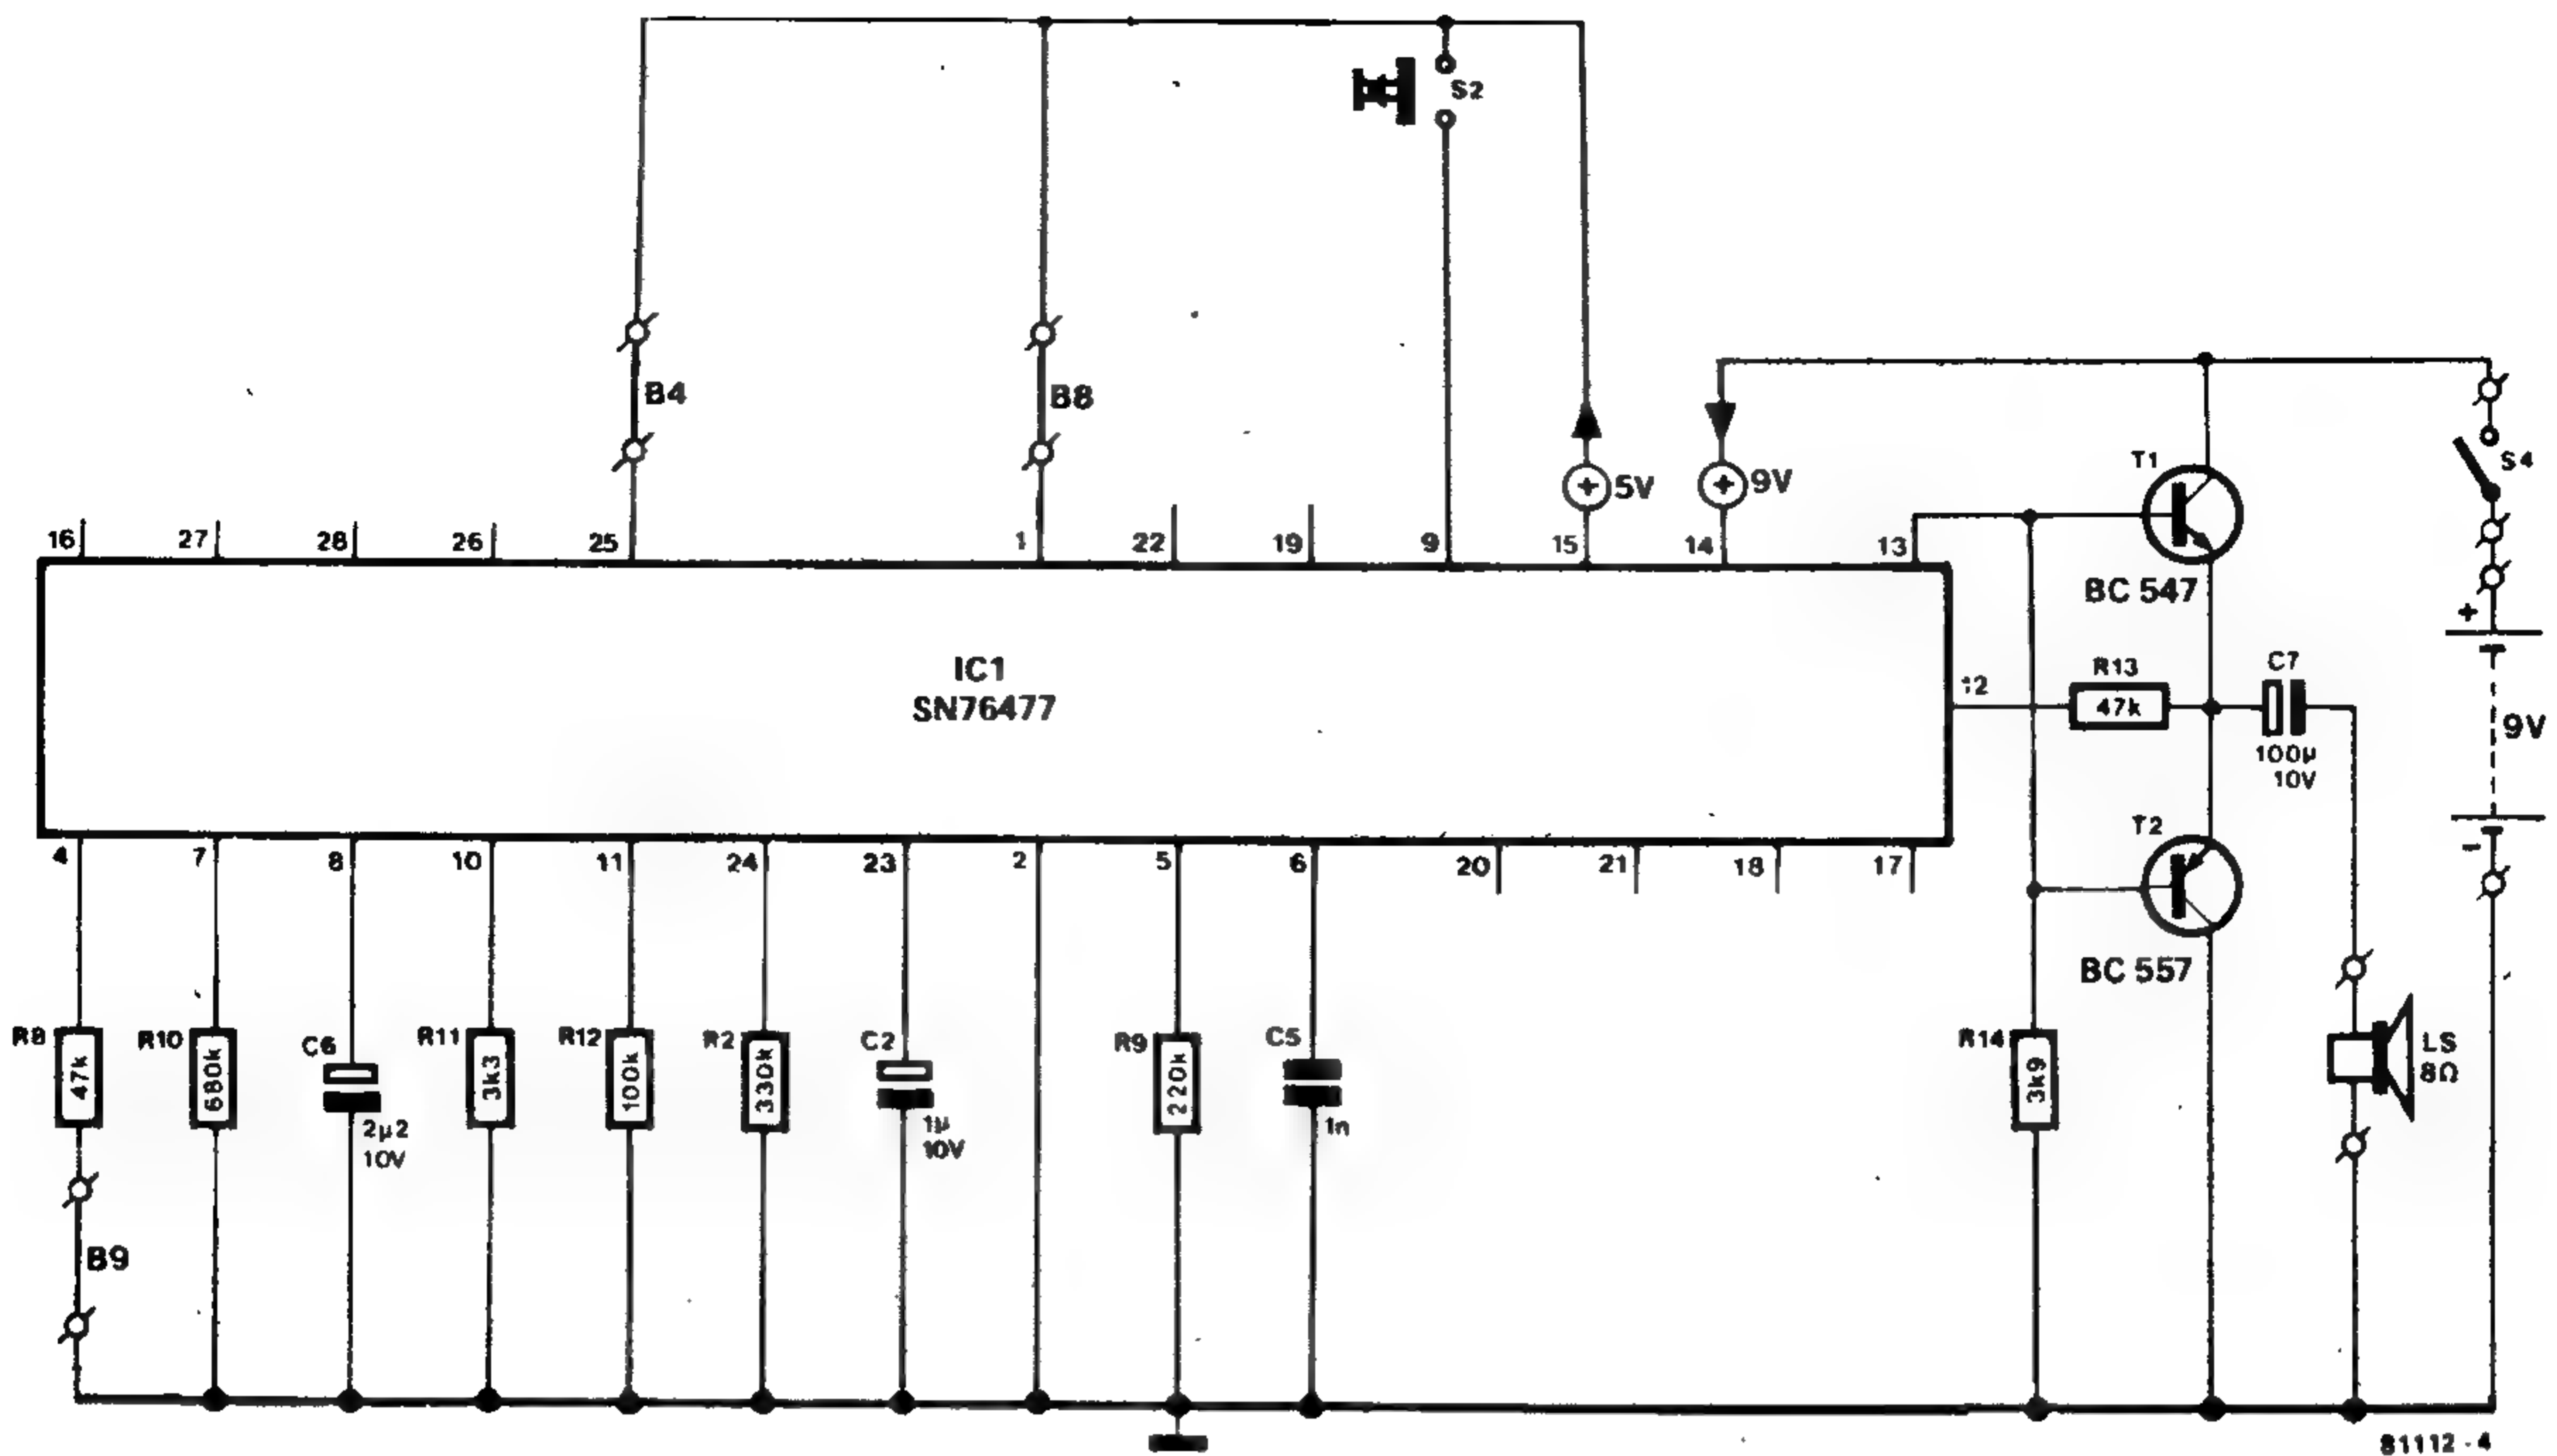 S2
B4
B8
5V
9V
S4
T1
16
27
28
26
25
1
22
19
9
15
14
13
BC 547
+
IC1
SN76477
12
R13
47k
C7
100µ
10V
9V
T2
4
7
8
10
11
24
23
2
5
6
20
21
18
17
-
BC 557
R8
47k
R10
680k
C6
2µ2
10V
R11
3k3
R12
100k
R2
330k
C2
1µ
10V
R9
220k
C5
1n
R14
3k9
LS
8Ω
B9
81112 - 4